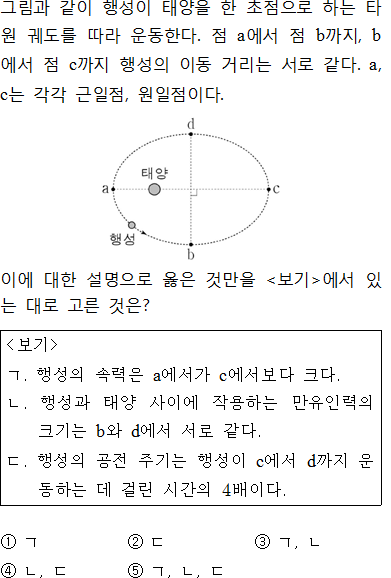 그림과 같이 행성이 태양을 한 초점으로 하는 타
원 궤도를 따라 운동한다. 점 a에서 점 b까지, b
에서 점 c까지 행성의 이동 거리는 서로 같다. a,
c는 각각 근일점, 원일점이다.
d
태양
a
c
행성
b
이에 대한 설명으로 옳은 것만을 <보기>에서 있
는 대로 고른 것은?
<보기>
ㄱ. 행성의 속력은 a에서가 c에서보다 크다.
ㄴ. 행성과 태양 사이에 작용하는 만유인력의
크기는 b와 d에서 서로 같다.
ㄷ. 행성의 공전 주기는 행성이 c에서 d까지 운
동하는 데 걸린 시간의 4배이다.
① ㄱ ② ㄷ ③ ㄱ, ㄴ
④ ㄴ, ㄷ ⑤ ㄱ, ㄴ, ㄷ